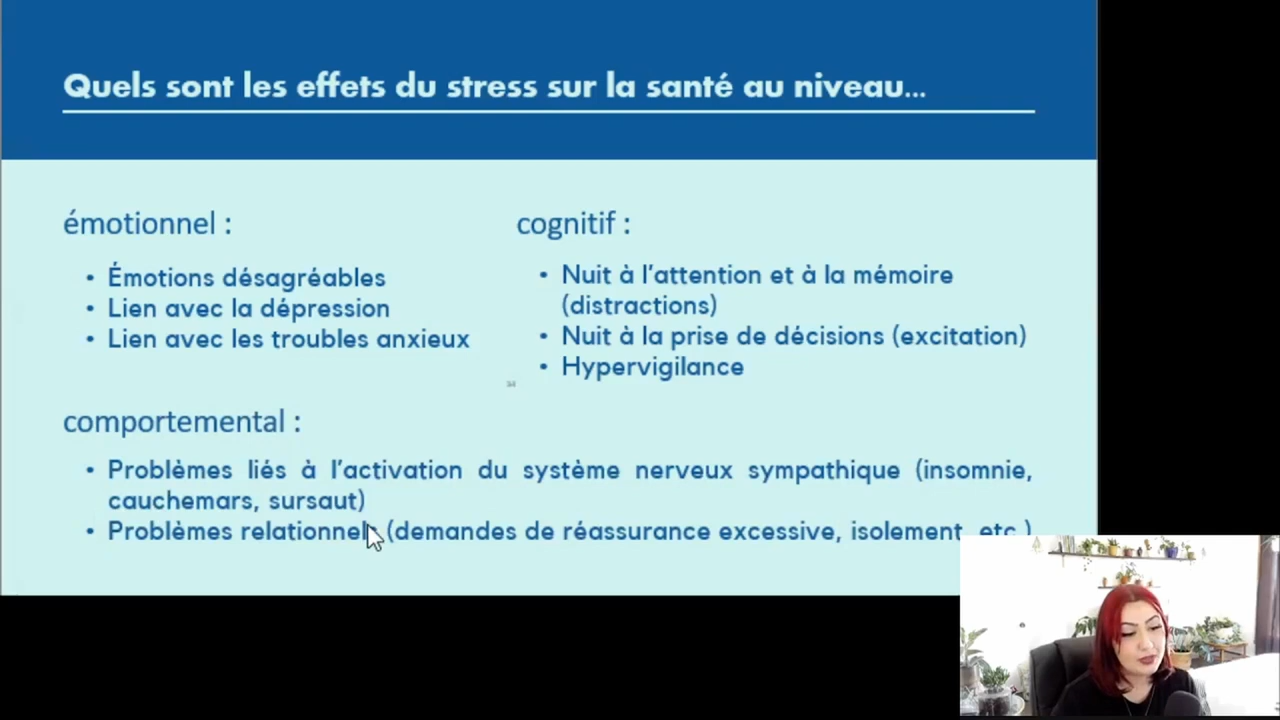 Quels sont les effets du stress sur la santé au niveau...
émotionnel :
• Émotions désagréables
• Lien avec la dépression
• Lien avec les troubles anxieux
cognitif :
• Nuit à l'attention et à la mémoire
(distractions)
• Nuit à la prise de décisions (excitation)
• Hypervigilance
comportemental :
• Problèmes liés à l'activation du système nerveux sympathique (insomnie,
cauchemars, sursaut)
• Problèmes relationnels (demandes de réassurance excessive, isolement, etc.)